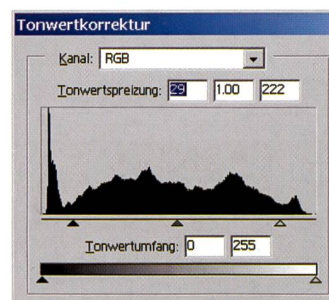 Tonwertkorrektur
Kanal: RGB
Tonwertspreizung: 29 1.00 222
Tonwertumfang: 0 255